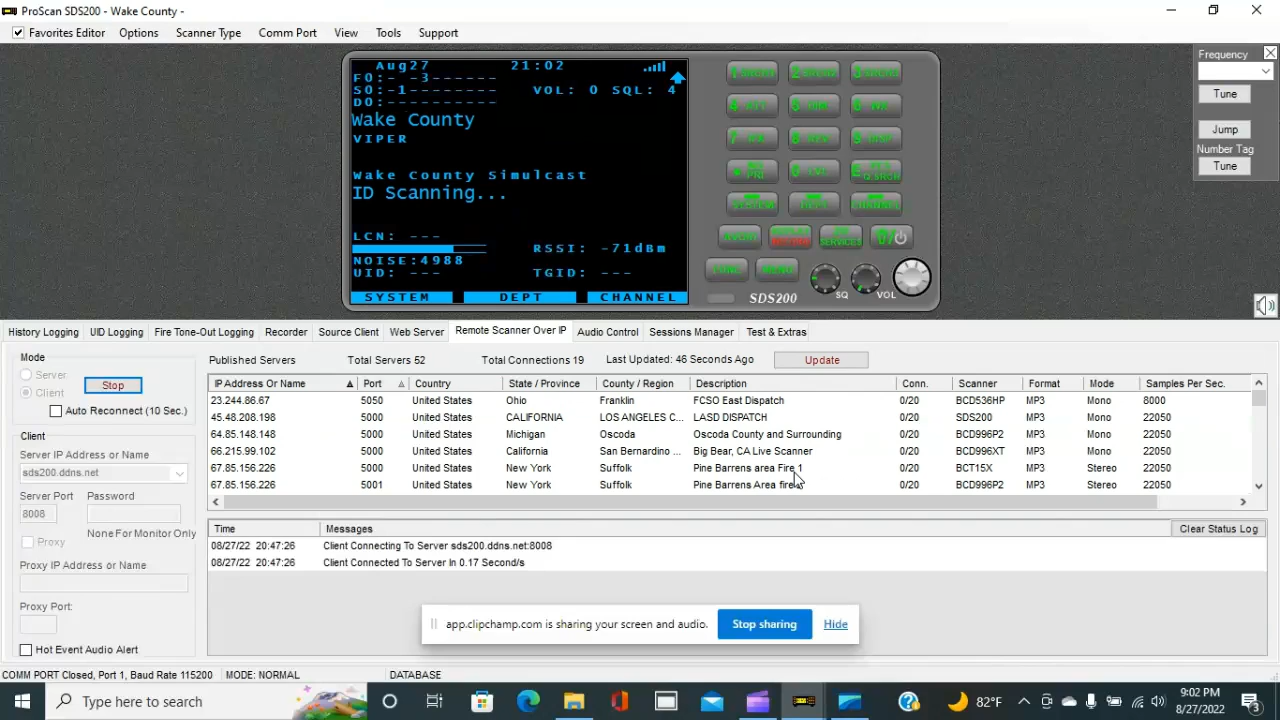 ProScan SDS200 - Wake County -
Favorites Editor Options Scanner Type Comm Port View Tools Support
Aug27 21:02
F0:- -3------
S0:-1-------- VOL: 0 SQL: 4
D0:----------
Wake County
VIPER
Wake County Simulcast
ID Scanning...
LCN: ---
RSSI: -71dBm
NOISE:4988
UID: --- TGID: ---
SYSTEM DEPT CHANNEL
SYSTEM DEPT CHANNEL
SERVICES
MENU
SQ VOL
SDS200
Frequency
Tune
Jump
Number Tag
Tune
History Logging UID Logging Fire Tone-Out Logging Recorder Source Client Web Server Remote Scanner Over IP Audio Control Sessions Manager Test & Extras
Mode
Server
Client
Stop
Auto Reconnect (10 Sec.)
Client
Server IP Address or Name
sds200.ddns.net
Server Port Password
8008
None For Monitor Only
Proxy
Proxy IP Address or Name
Proxy Port:
Hot Event Audio Alert
Published Servers Total Servers 52 Total Connections 19 Last Updated: 46 Seconds Ago Update
IP Address Or Name Port Country State / Province County / Region Description Conn. Scanner Format Mode Samples Per Sec.
23.244.86.67 5050 United States Ohio Franklin FCSO East Dispatch 0/20 BCD536HP MP3 Mono 8000
45.48.208.198 5000 United States CALIFORNIA LOS ANGELES C... LASD DISPATCH 0/20 SDS200 MP3 Mono 22050
64.85.148.148 5000 United States Michigan Oscoda Oscoda County and Surrounding 0/20 BCD996P2 MP3 Mono 22050
66.215.99.102 5000 United States California San Bernardino ... Big Bear, CA Live Scanner 0/20 BCD996XT MP3 Mono 22050
67.85.156.226 5000 United States New York Suffolk Pine Barrens area Fire 1 0/20 BCT15X MP3 Stereo 22050
67.85.156.226 5001 United States New York Suffolk Pine Barrens Area fire 0/20 BCD996P2 MP3 Stereo 22050
Time Messages Clear Status Log
08/27/22 20:47:26 Client Connecting To Server sds200.ddns.net:8008
08/27/22 20:47:26 Client Connected To Server In 0.17 Second/s
app.clipchamp.com is sharing your screen and audio. Stop sharing Hide
COMM PORT Closed, Port 1, Baud Rate 115200 MODE: NORMAL DATABASE
Type here to search
82°F
9:02 PM
8/27/2022
3